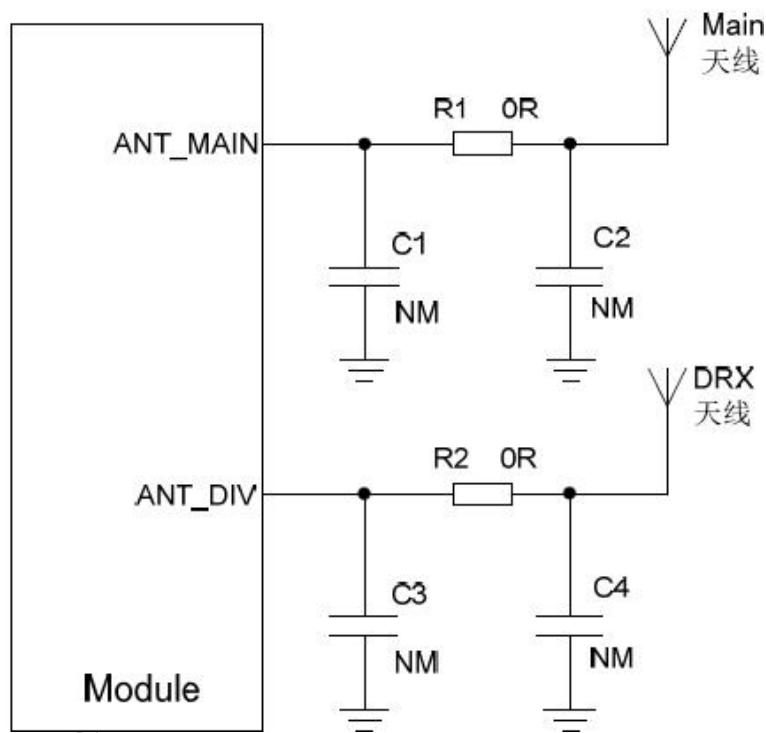 Main
天线
R1 0R
ANT_MAIN
C1
C2
NM
NM
DRX
天线
R2 0R
ANT_DIV
C3
C4
NM
NM
Module